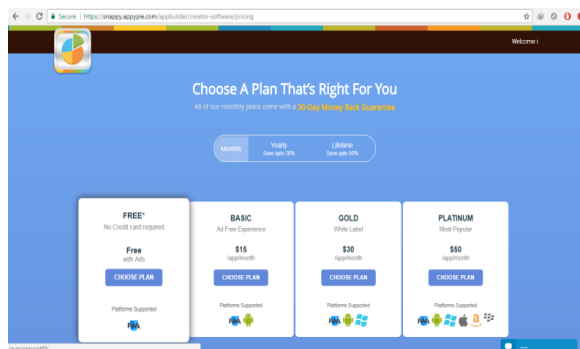 Secure https://snappy.appypie.com/appbuilder/creator-software/pricing
Welcome i
Choose A Plan That's Right For You
All of our monthly plans come with a 30-Day Money Back Guarantee
Monthly
Yearly
Save upto 20%
Lifetime
Save upto 50%
FREE*
No Credit card required
Free
with Ads
CHOOSE PLAN
Platforms Supported
PWA
BASIC
Ad Free Experience
$15
/app/month
CHOOSE PLAN
Platforms Supported
PWA
GOLD
White Label
$30
/app/month
CHOOSE PLAN
Platforms Supported
PWA
PLATINUM
Most Popular
$50
/app/month
CHOOSE PLAN
Platforms Supported
PWA